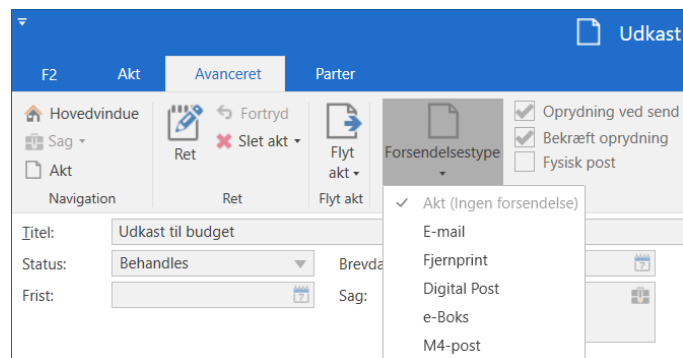 Udkast
F2 Akt Avanceret Parter
Hovedvindue
Sag
Akt
Navigation
Ret
Fortryd
Slet akt
Ret
Flyt
akt
Flyt akt
Forsendelsestype
Oprydning ved send
Bekræft oprydning
Fysisk post
Akt (Ingen forsendelse)
E-mail
Fjernprint
Digital Post
e-Boks
M4-post
Titel: Udkast til budget
Status: Behandles Brevda
Frist: Sag: